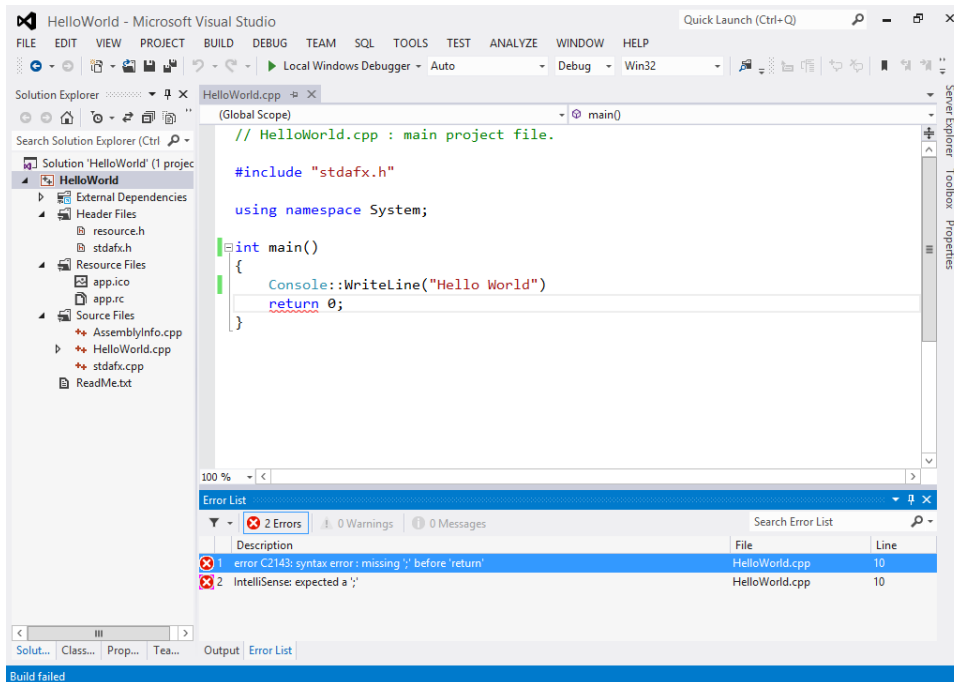 HelloWorld - Microsoft Visual Studio
Quick Launch (Ctrl+Q)
FILE EDIT VIEW PROJECT BUILD DEBUG TEAM SQL TOOLS TEST ANALYZE WINDOW HELP
Local Windows Debugger Auto Debug Win32
Solution Explorer
Search Solution Explorer (Ctrl
Solution 'HelloWorld' (1 projec
HelloWorld
External Dependencies
Header Files
resource.h
stdafx.h
Resource Files
app.ico
app.rc
Source Files
AssemblyInfo.cpp
HelloWorld.cpp
stdafx.cpp
ReadMe.txt
Solut... Class... Prop... Tea...
HelloWorld.cpp
(Global Scope) main()
// HelloWorld.cpp : main project file.
#include "stdafx.h"
using namespace System;
int main()
{
Console::WriteLine("Hello World")
return 0;
}
100 %
Error List
2 Errors 0 Warnings 0 Messages Search Error List
Description File Line
1 error C2143: syntax error : missing ';' before 'return' HelloWorld.cpp 10
2 IntelliSense: expected a ';' HelloWorld.cpp 10
Output Error List
Server Explorer
Toolbox
Properties
Build failed